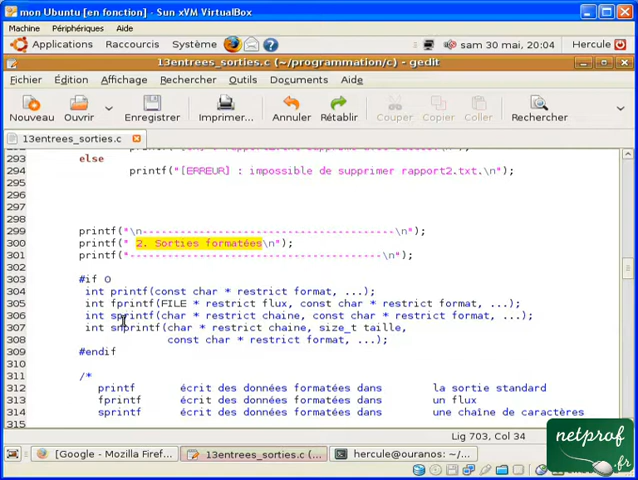 mon Ubuntu [en fonction] - Sun xVM VirtualBox
Machine Périphériques Aide
Applications Raccourcis Système sam 30 mai, 20:04 Hercule
13entrees_sorties.c (~/programmation/c) - gedit
Fichier Édition Affichage Rechercher Outils Documents Aide
Nouveau Ouvrir Enregistrer Imprimer... Annuler Rétablir Couper Copier Coller Rechercher
13entrees_sorties.c
293 else
294 printf("[ERREUR] : impossible de supprimer rapport2.txt.\n");
295
296
297
298
299 printf("\n----------------------------------------\n");
300 printf(" 2. Sorties formatées\n");
301 printf("----------------------------------------\n");
302
303 #if 0
304 int printf(const char * restrict format, ...);
305 int fprintf(FILE * restrict flux, const char * restrict format, ...);
306 int sprintf(char * restrict chaine, const char * restrict format, ...);
307 int snprintf(char * restrict chaine, size_t taille,
308 const char * restrict format, ...);
309 #endif
310
311 /*
312 printf écrit des données formatées dans la sortie standard
313 fprintf écrit des données formatées dans un flux
314 sprintf écrit des données formatées dans une chaîne de caractères
315
Lig 703, Col 34
[Google - Mozilla Firef... 13entrees_sorties.c (... hercule@ouranos: ~/...
netprof
.fr